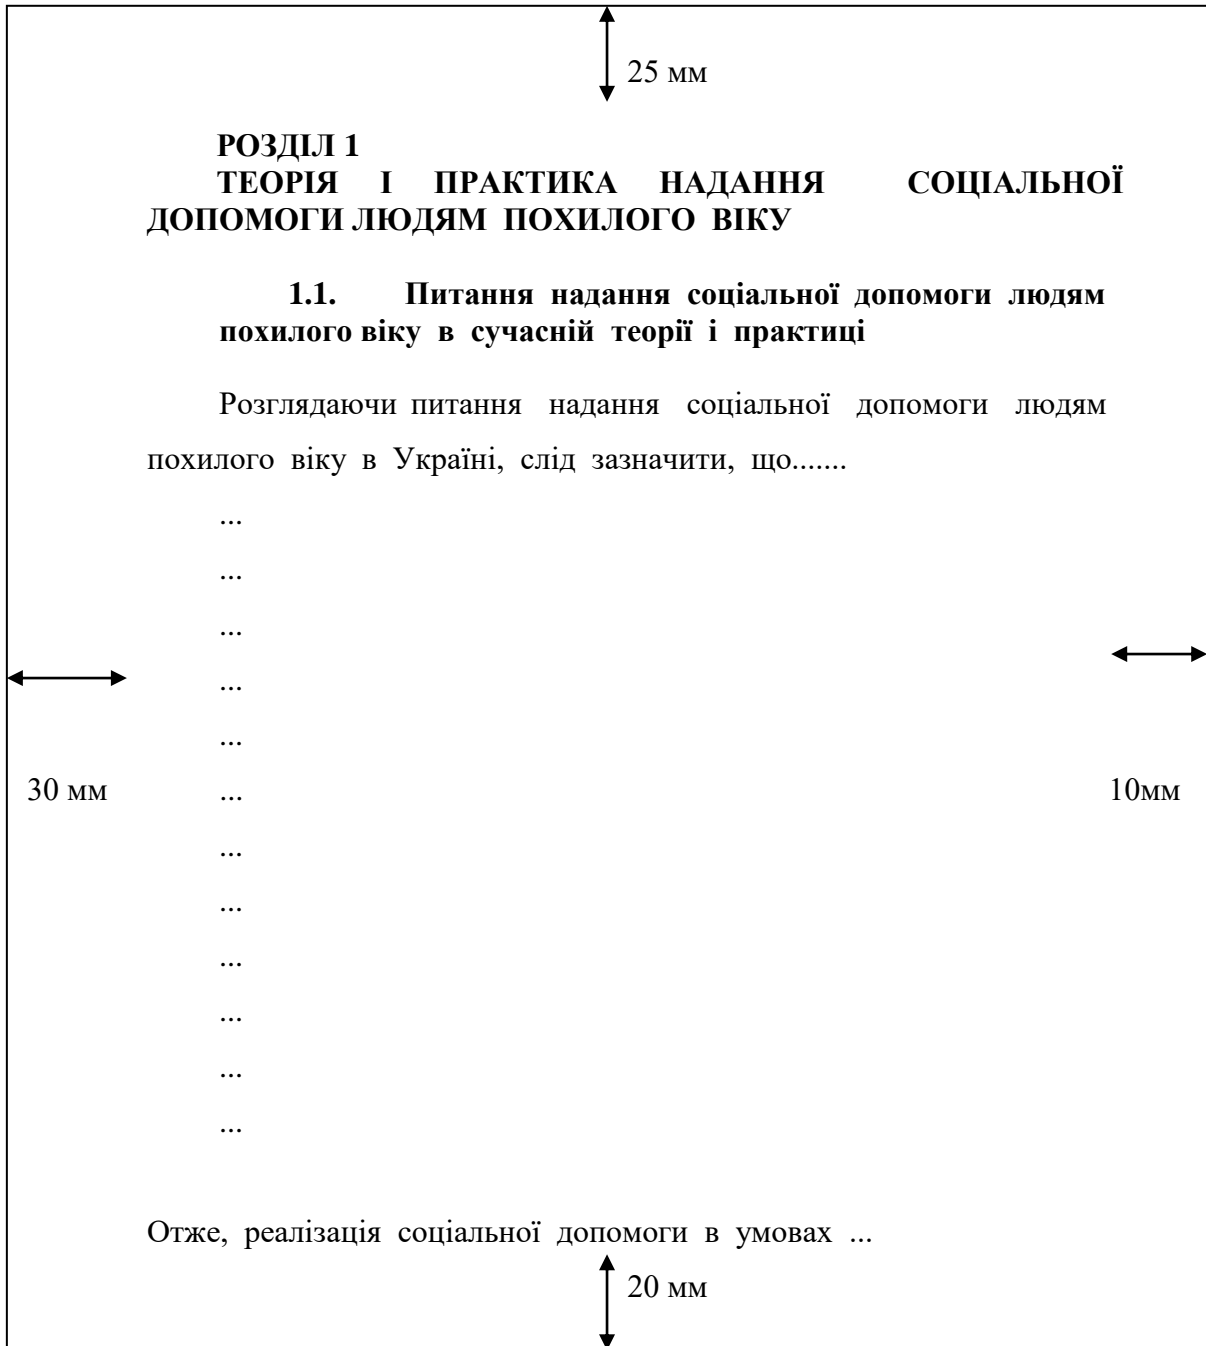 25 мм
РОЗДІЛ 1
ТЕОРІЯ І ПРАКТИКА НАДАННЯ СОЦІАЛЬНОЇ
ДОПОМОГИ ЛЮДЯМ ПОХИЛОГО ВІКУ
1.1. Питання надання соціальної допомоги людям
похилого віку в сучасній теорії і практиці
Розглядаючи питання надання соціальної допомоги людям
похилого віку в Україні, слід зазначити, що.......
...
...
...
...
...
30 мм ... 10мм
...
...
...
...
...
...
Отже, реалізація соціальної допомоги в умовах ...
20 мм